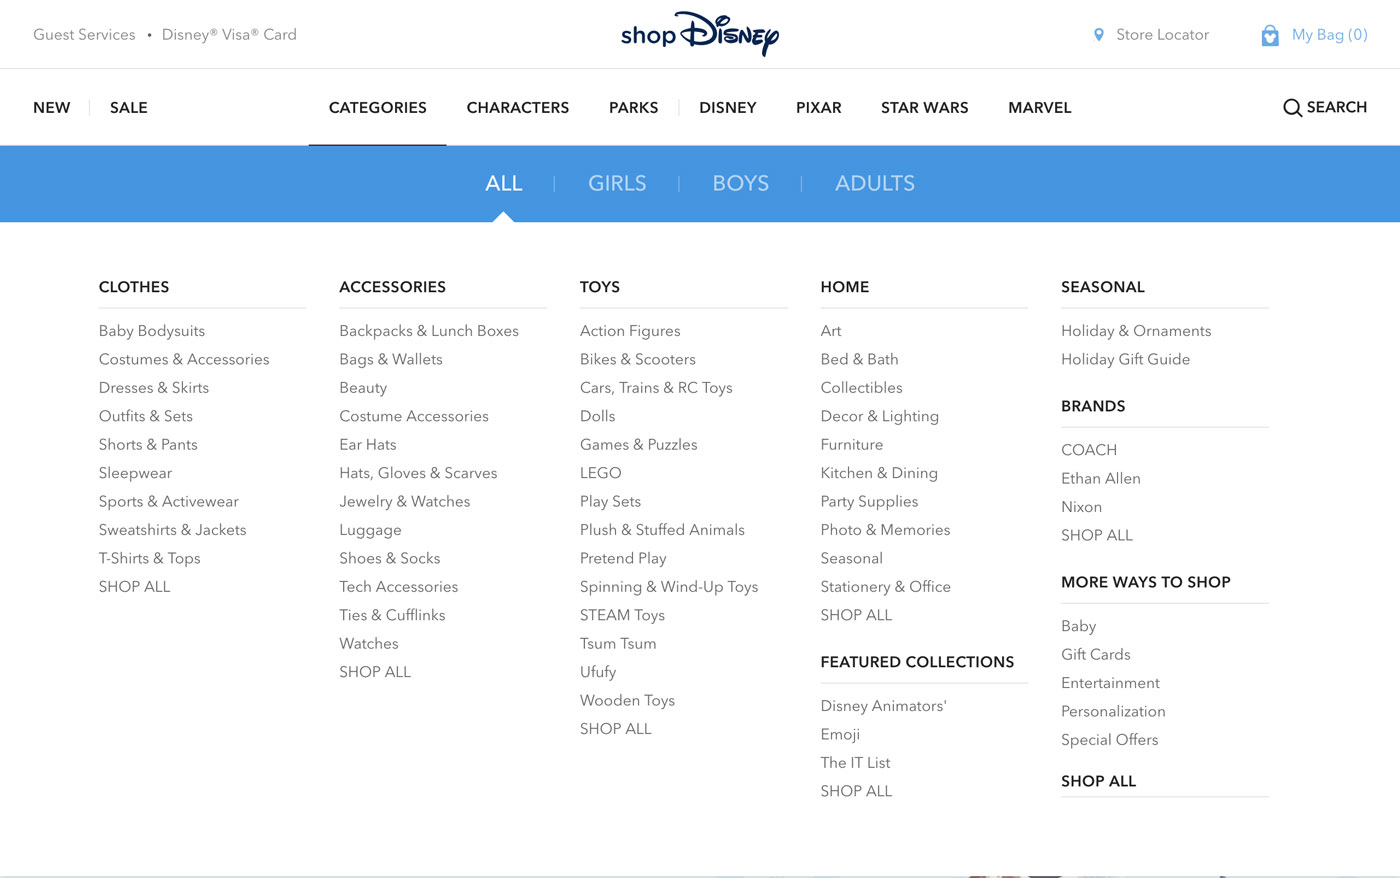 Guest Services • Disney® Visa® Card
shop Disney
Store Locator
My Bag (0)
NEW
SALE
CATEGORIES
CHARACTERS
PARKS
DISNEY
PIXAR
STAR WARS
MARVEL
SEARCH
ALL
GIRLS
BOYS
ADULTS
CLOTHES
Baby Bodysuits
Costumes & Accessories
Dresses & Skirts
Outfits & Sets
Shorts & Pants
Sleepwear
Sports & Activewear
Sweatshirts & Jackets
T-Shirts & Tops
SHOP ALL
ACCESSORIES
Backpacks & Lunch Boxes
Bags & Wallets
Beauty
Costume Accessories
Ear Hats
Hats, Gloves & Scarves
Jewelry & Watches
Luggage
Shoes & Socks
Tech Accessories
Ties & Cufflinks
Watches
SHOP ALL
TOYS
Action Figures
Bikes & Scooters
Cars, Trains & RC Toys
Dolls
Games & Puzzles
LEGO
Play Sets
Plush & Stuffed Animals
Pretend Play
Spinning & Wind-Up Toys
STEAM Toys
Tsum Tsum
Ufufy
Wooden Toys
SHOP ALL
HOME
Art
Bed & Bath
Collectibles
Decor & Lighting
Furniture
Kitchen & Dining
Party Supplies
Photo & Memories
Seasonal
Stationery & Office
SHOP ALL
FEATURED COLLECTIONS
Disney Animators'
Emoji
The IT List
SHOP ALL
SEASONAL
Holiday & Ornaments
Holiday Gift Guide
BRANDS
COACH
Ethan Allen
Nixon
SHOP ALL
MORE WAYS TO SHOP
Baby
Gift Cards
Entertainment
Personalization
Special Offers
SHOP ALL